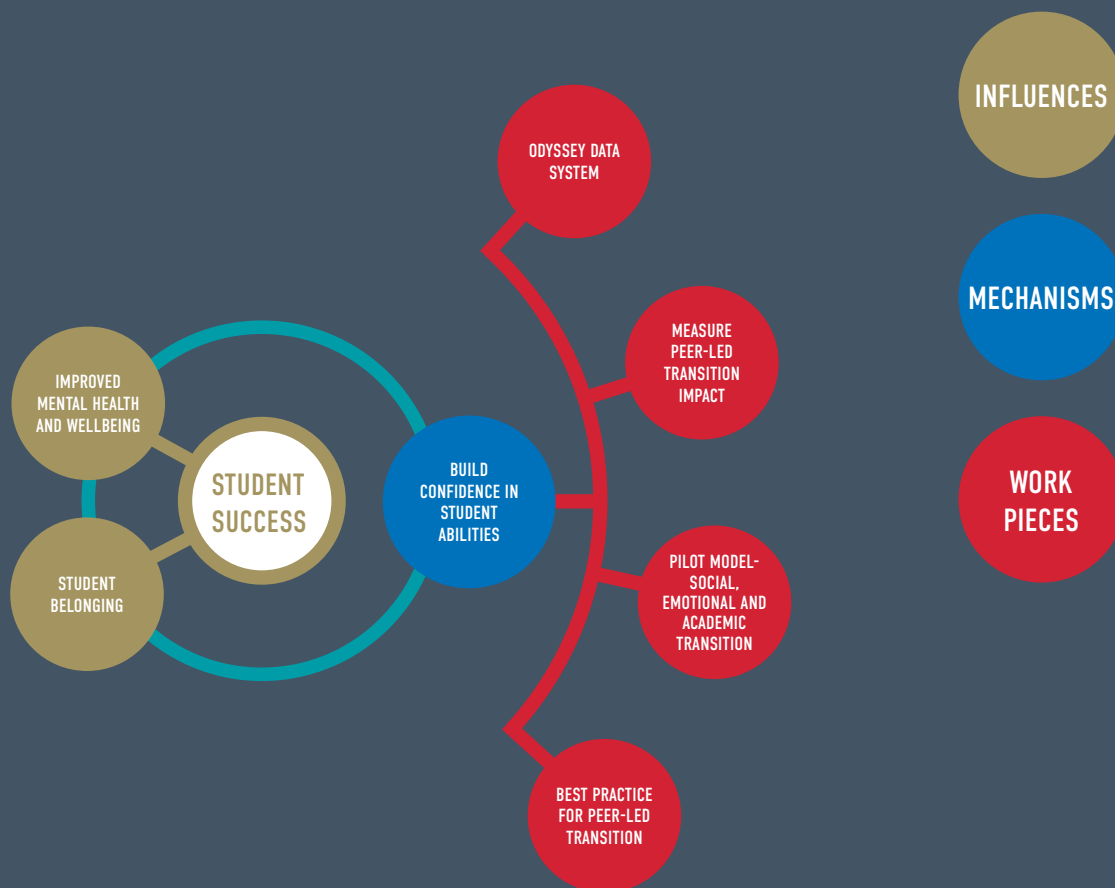 INFLUENCES
ODYSSEY DATA
SYSTEM
MECHANISMS
MEASURE
PEER-LED
TRANSITION
IMPACT
IMPROVED
MENTAL HEALTH
AND WELLBEING
STUDENT
SUCCESS
BUILD
CONFIDENCE IN
STUDENT
ABILITIES
WORK
PIECES
STUDENT
BELONGING
PILOT MODEL-
SOCIAL,
EMOTIONAL AND
ACADEMIC
TRANSITION
BEST PRACTICE
FOR PEER-LED
TRANSITION